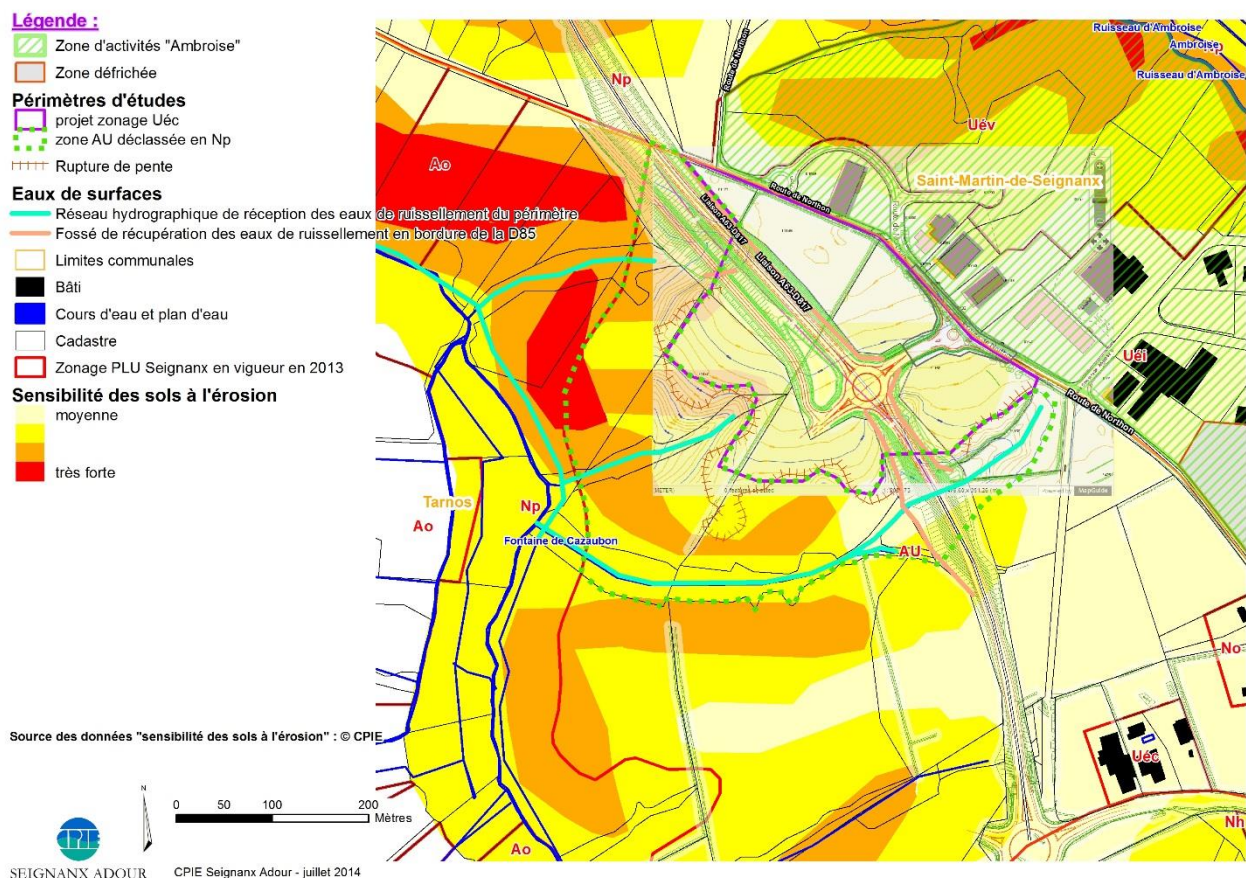 Légende :
Zone d'activités "Ambroise"
Zone défrichée
Périmètres d'études
projet zonage Uéc
zone AU déclassée en Np
Rupture de pente
Eaux de surfaces
Réseau hydrographique de réception des eaux de ruissellement du périmètre
Fossé de récupération des eaux de ruissellement en bordure de la D85
Limites communales
Bâti
Cours d'eau et plan d'eau
Cadastre
Zonage PLU Seignanx en vigueur en 2013
Sensibilité des sols à l'érosion
moyenne
très forte
Source des données "sensibilité des sols à l'érosion" : © CPIE
N
0 50 100 200
Mètres
CPIE
SEIGNANX ADOUR
CPIE Seignanx Adour - juillet 2014
Ruisseau d'Ambroise
Ambroise
Np
Ruisseau d'Ambroise
Np
Route de Northon
Uév
Ao
Saint-Martin-de-Seignanx
Route de Northon
Liaison A63-D817
Liaison A63-D817
Uéi
Route de Northon
MapGuide
Tarnos
Ao
Np
Fontaine de Cazaubon
AU
No
Uéc
Ao
Nh